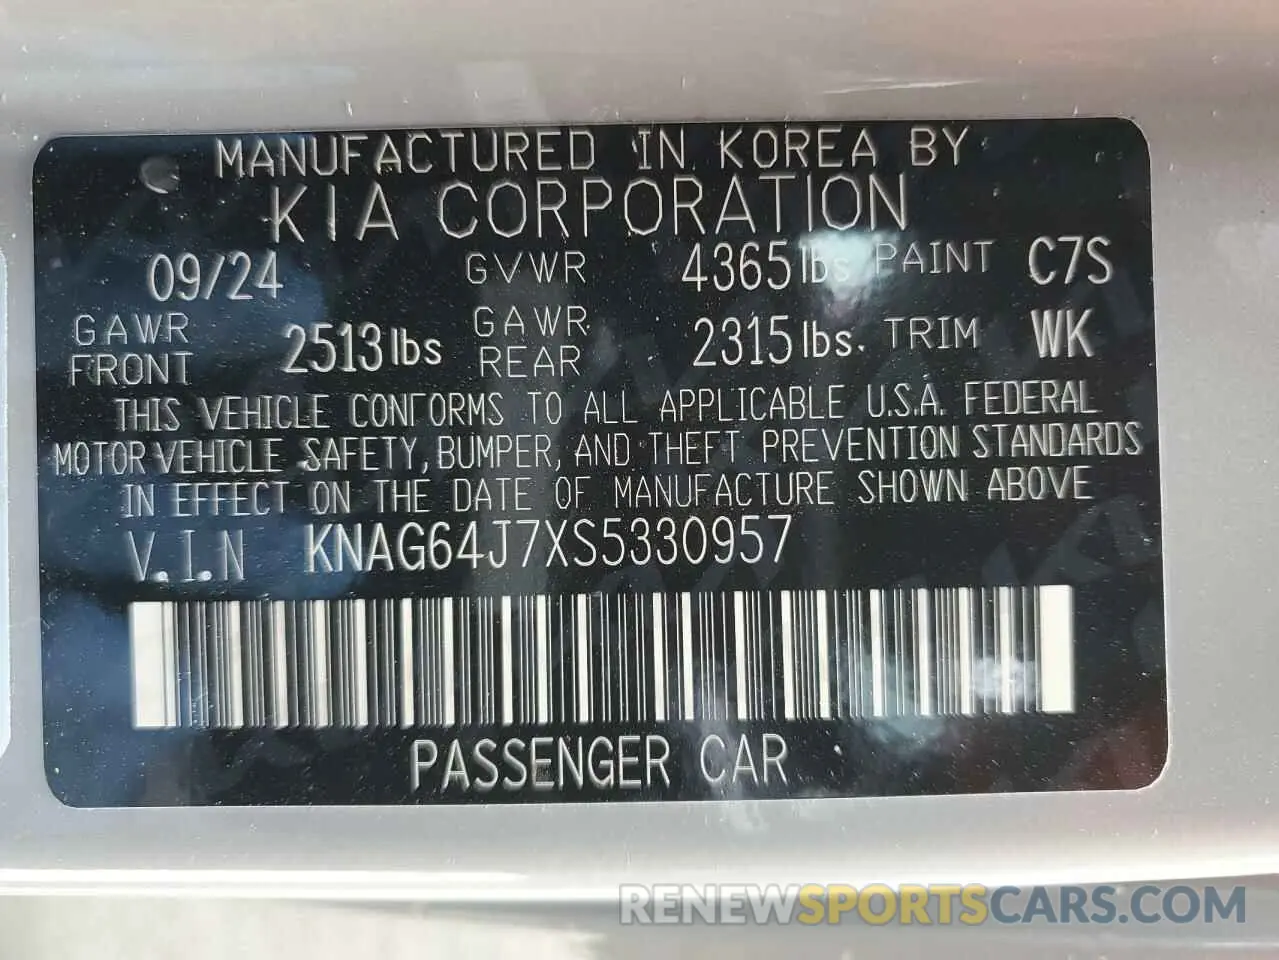 MANUFACTURED IN KOREA BY
KIA CORPORATION
09/24 GVWR 4365lbs PAINT C7S
GAWR FRONT 2513lbs GAWR REAR 2315lbs. TRIM WK
THIS VEHICLE CONFORMS TO ALL APPLICABLE U.S.A. FEDERAL
MOTOR VEHICLE SAFETY, BUMPER, AND THEFT PREVENTION STANDARDS
IN EFFECT ON THE DATE OF MANUFACTURE SHOWN ABOVE
V.I.N KNAG64J7XS5330957
PASSENGER CAR
RENEWSPORTSCARS.COM